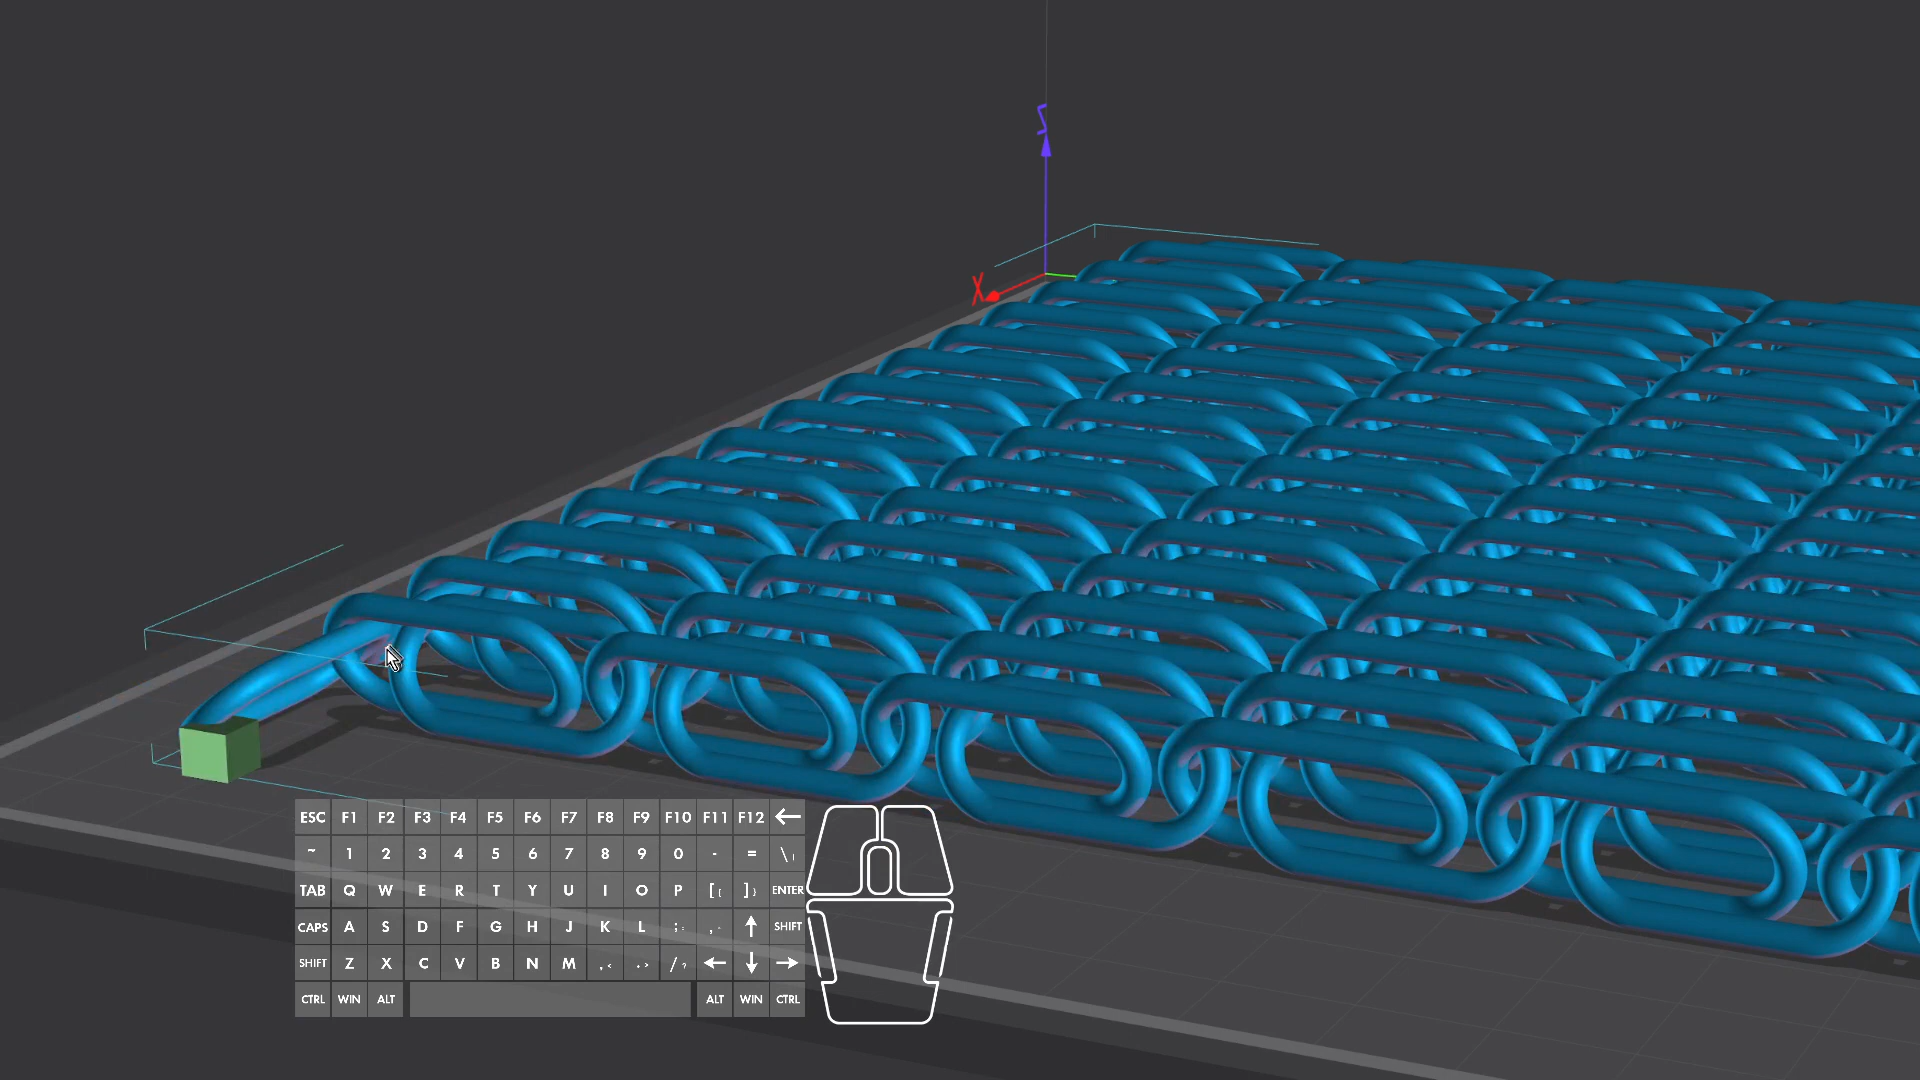 Z
X
ESC F1 F2 F3 F4 F5 F6 F7 F8 F9 F10 F11 F12 ←
~ 1 2 3 4 5 6 7 8 9 0 - = \ |
TAB Q W E R T Y U I O P [ { ] } ENTER
CAPS A S D F G H J K L ; : ↑ SHIFT
SHIFT Z X C V B N M , < . > / ? ← ↓ →
CTRL WIN ALT ALT WIN CTRL